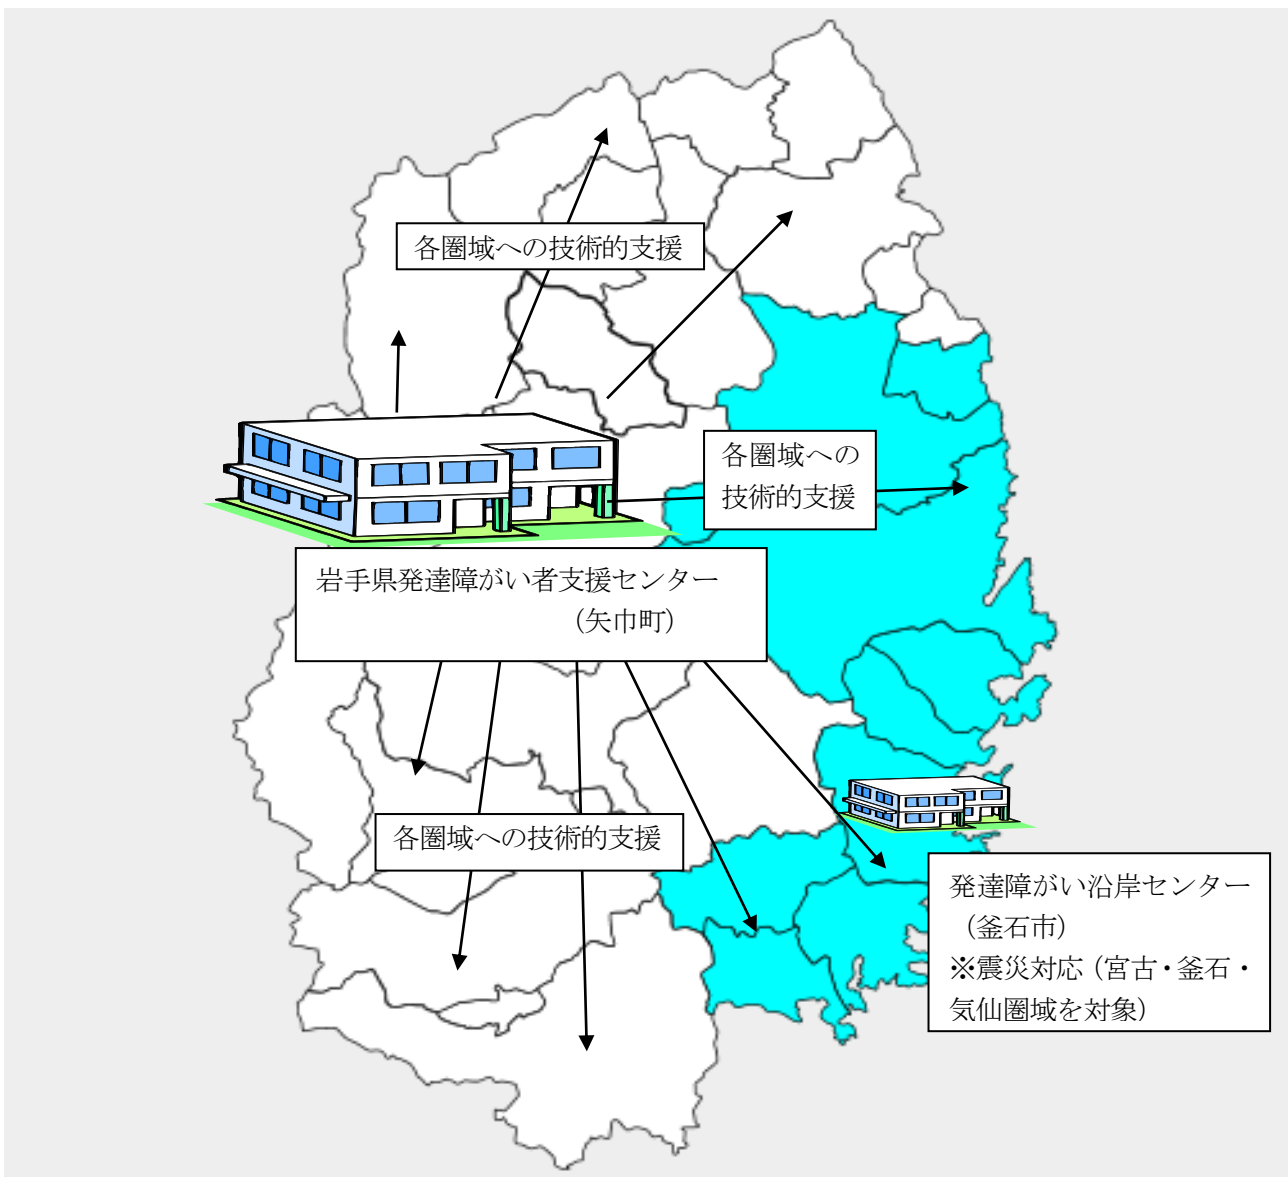 各圏域への技術的支援
各圏域への
技術的支援
岩手県発達障がい者支援センター
（矢巾町）
各圏域への技術的支援
発達障がい沿岸センター
（釜石市）
※震災対応（宮古・釜石・
気仙圏域を対象）